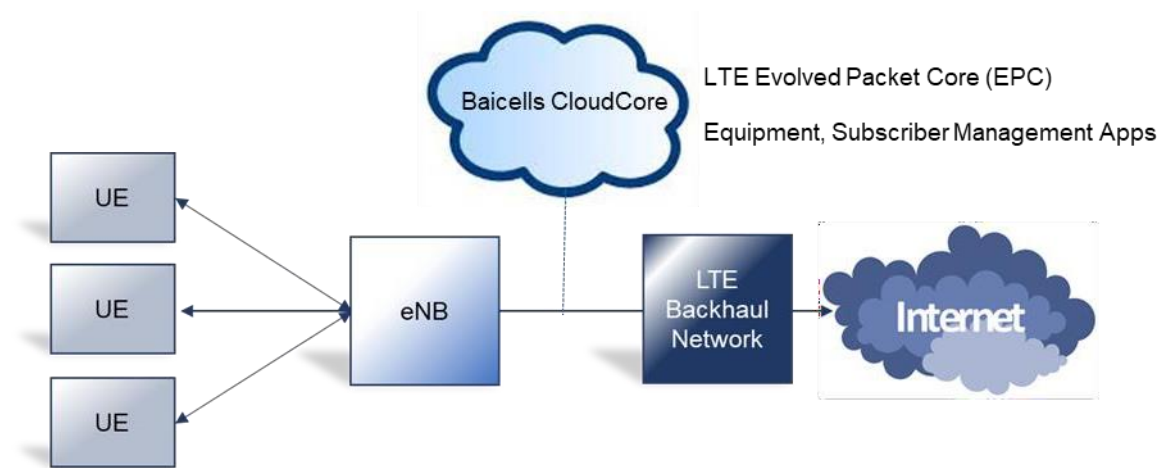 Baicells CloudCore
LTE Evolved Packet Core (EPC)
Equipment, Subscriber Management Apps
UE
UE
UE
eNB
LTE
Backhaul
Network
Internet